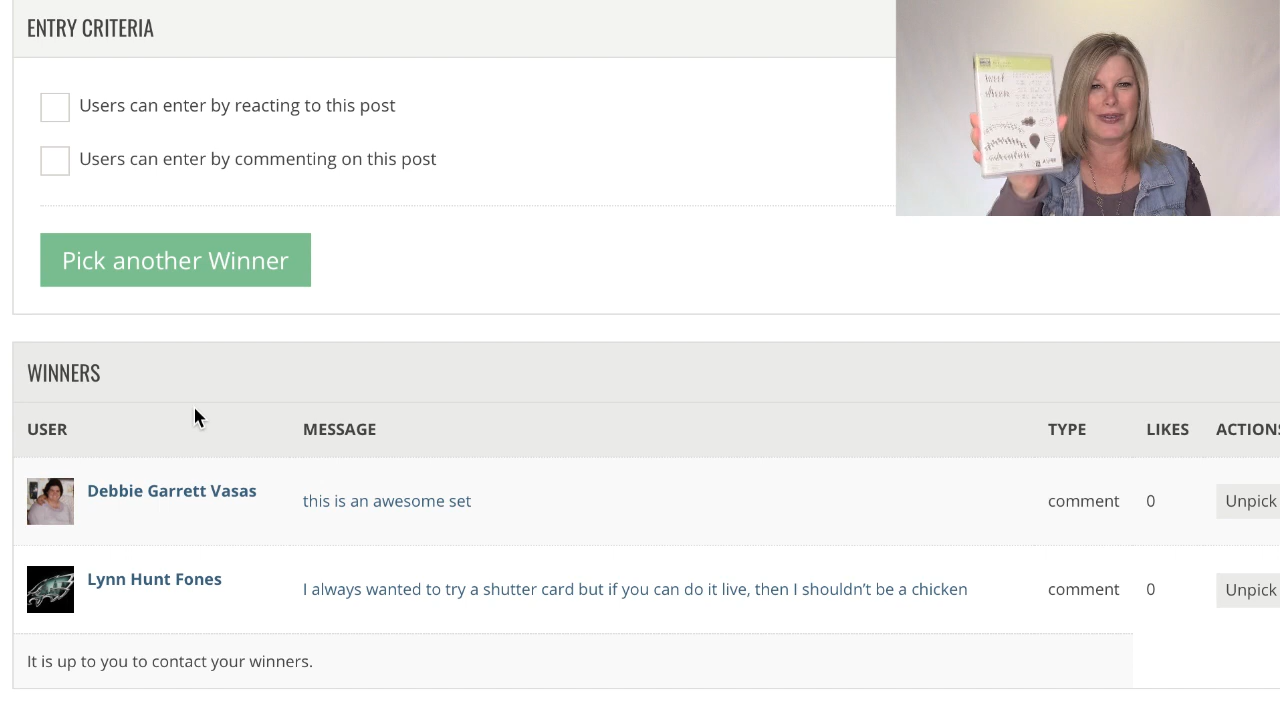 ENTRY CRITERIA
Users can enter by reacting to this post
Users can enter by commenting on this post
Pick another Winner
WINNERS
USER MESSAGE TYPE LIKES ACTIONS
Debbie Garrett Vasas this is an awesome set comment 0 Unpick
Lynn Hunt Fones I always wanted to try a shutter card but if you can do it live, then I shouldn't be a chicken comment 0 Unpick
It is up to you to contact your winners.